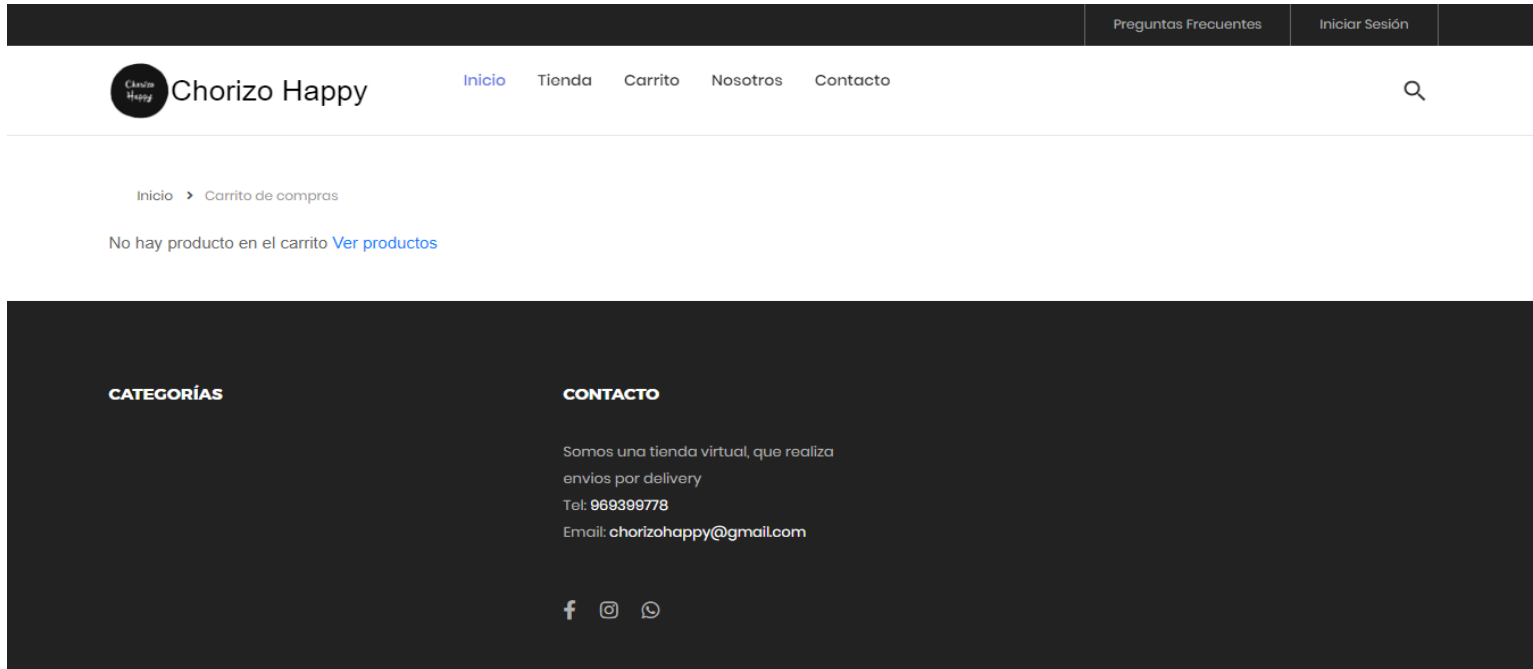 Preguntas Frecuentes
Iniciar Sesión
Chorizo
Happy
Chorizo Happy
Inicio
Tienda
Carrito
Nosotros
Contacto
Inicio > Carrito de compras
No hay producto en el carrito Ver productos
CATEGORÍAS
CONTACTO
Somos una tienda virtual, que realiza
envios por delivery
Tel: 969399778
Email: chorizohappy@gmail.com